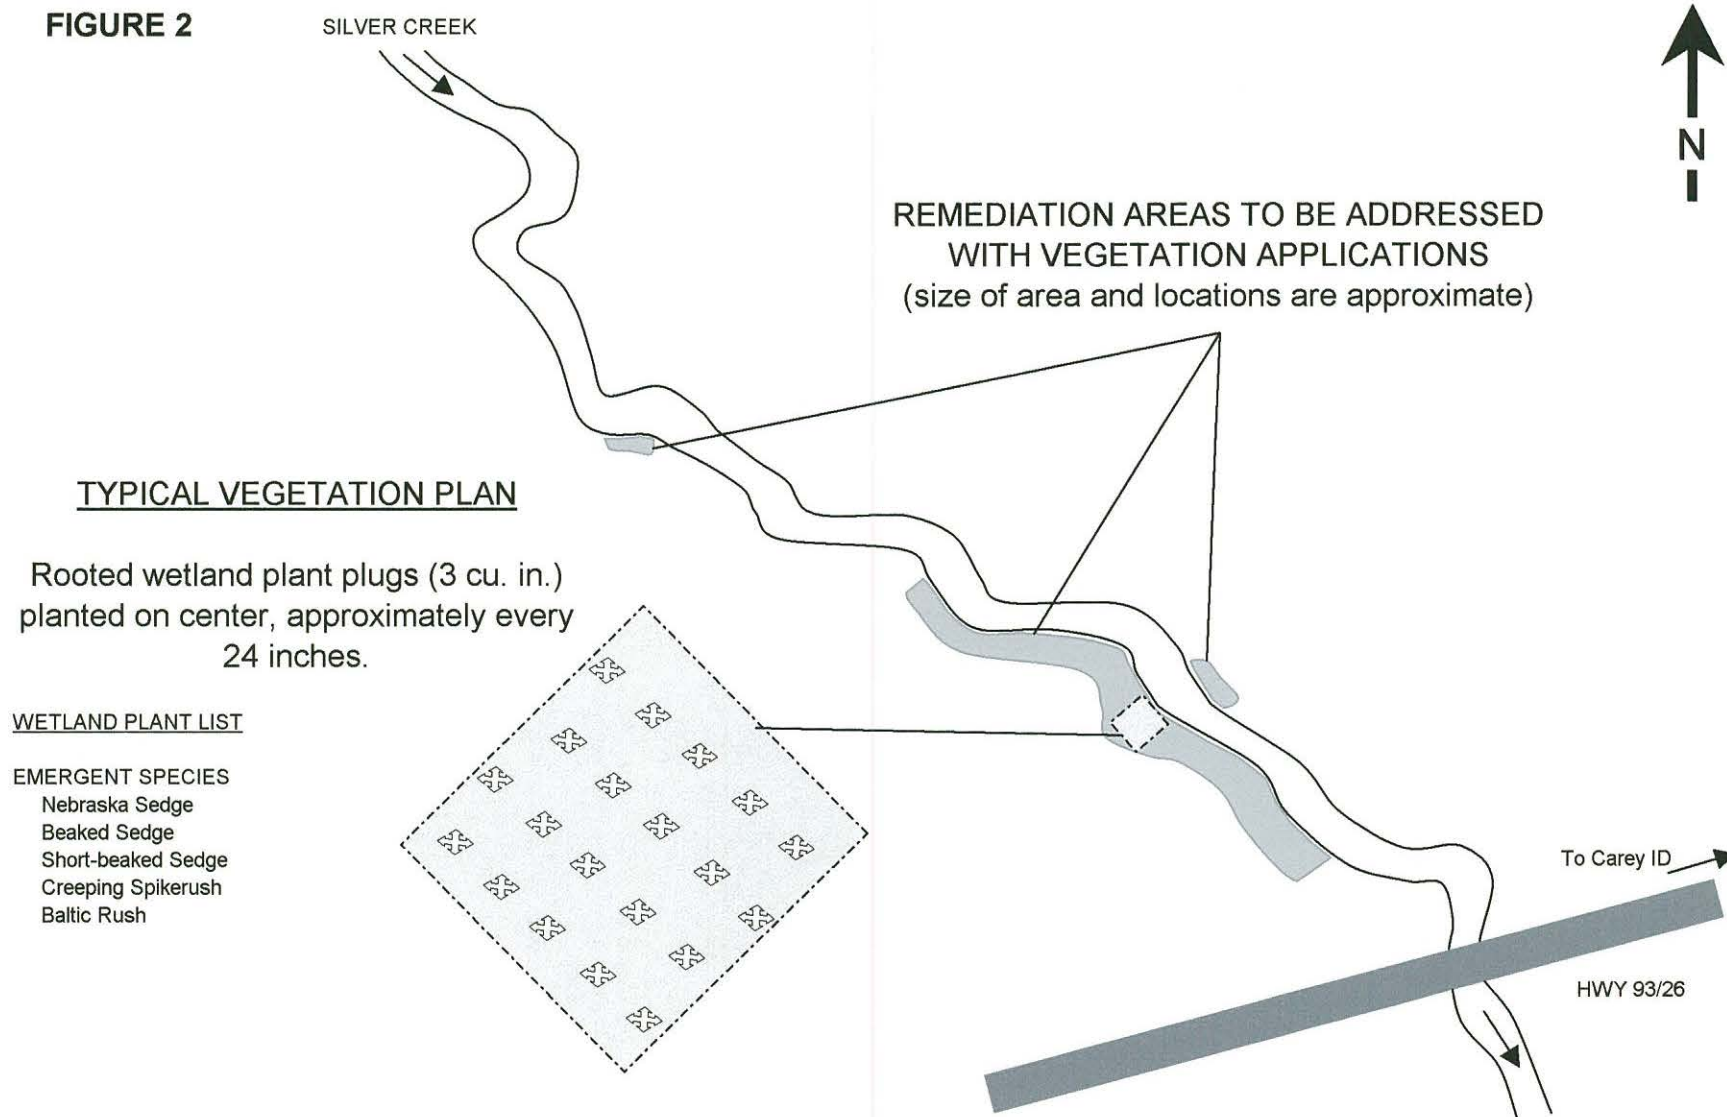 FIGURE 2
SILVER CREEK
N
REMEDIATION AREAS TO BE ADDRESSED
WITH VEGETATION APPLICATIONS
(size of area and locations are approximate)
TYPICAL VEGETATION PLAN
Rooted wetland plant plugs (3 cu. in.)
planted on center, approximately every
24 inches.
WETLAND PLANT LIST
EMERGENT SPECIES
Nebraska Sedge
Beaked Sedge
Short-beaked Sedge
Creeping Spikerush
Baltic Rush
To Carey ID
HWY 93/26